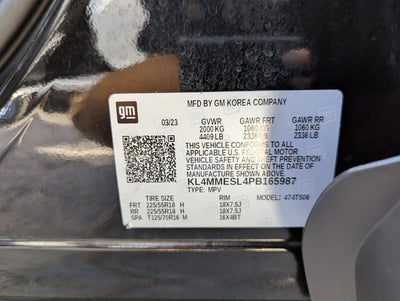 gm
MFD BY GM KOREA COMPANY
03/23 GVWR GAWR FRT GAWR RR
2000 KG 1060 KG 1060 KG
4409 LB 2336 LB 2336 LB
THIS VEHICLE CONFORMS TO ALL
APPLICABLE U.S. FEDERAL MOTOR
VEHICLE SAFETY AND THEFT PREVENTION
STANDARDS IN EFFECT ON THE DATE OF
MANUFACTURE SHOWN ABOVE.
KL4MMESL4PB165987
TYPE: MPV
TIRE SIZE RIM MODEL: 4TS06
FRT 225/55R18 H 18X7.5J
RR 225/55R18 H 18X7.5J
SPA T125/70R16 M 16X4BT